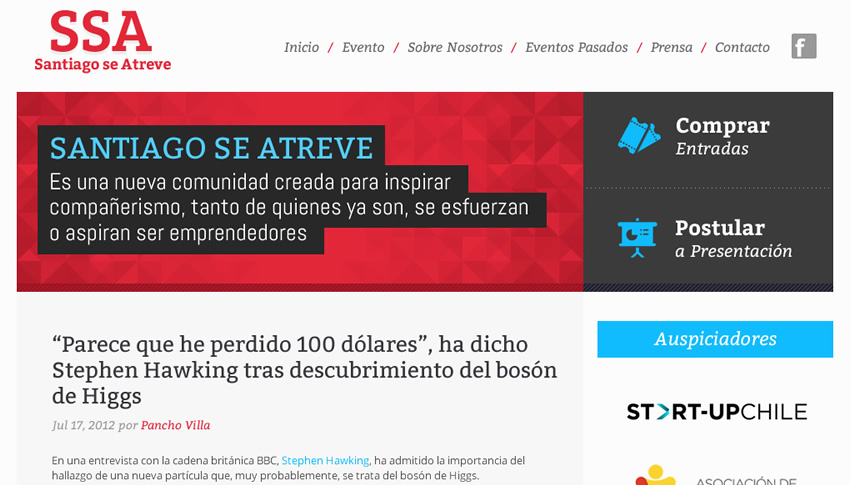 SSA
Santiago se Atreve
Inicio / Evento / Sobre Nosotros / Eventos Pasados / Prensa / Contacto
f
SANTIAGO SE ATREVE
Es una nueva comunidad creada para inspirar
compañerismo, tanto de quienes ya son, se esfuerzan
o aspiran ser emprendedores
Comprar
Entradas
Postular
a Presentación
“Parece que he perdido 100 dólares”, ha dicho
Stephen Hawking tras descubrimiento del bosón
de Higgs
Jul 17, 2012 por Pancho Villa
En una entrevista con la cadena británica BBC, Stephen Hawking, ha admitido la importancia del
hallazgo de una nueva partícula que, muy probablemente, se trata del bosón de Higgs.
Auspiciadores
START-UPCHILE
ASOCIACIÓN DE